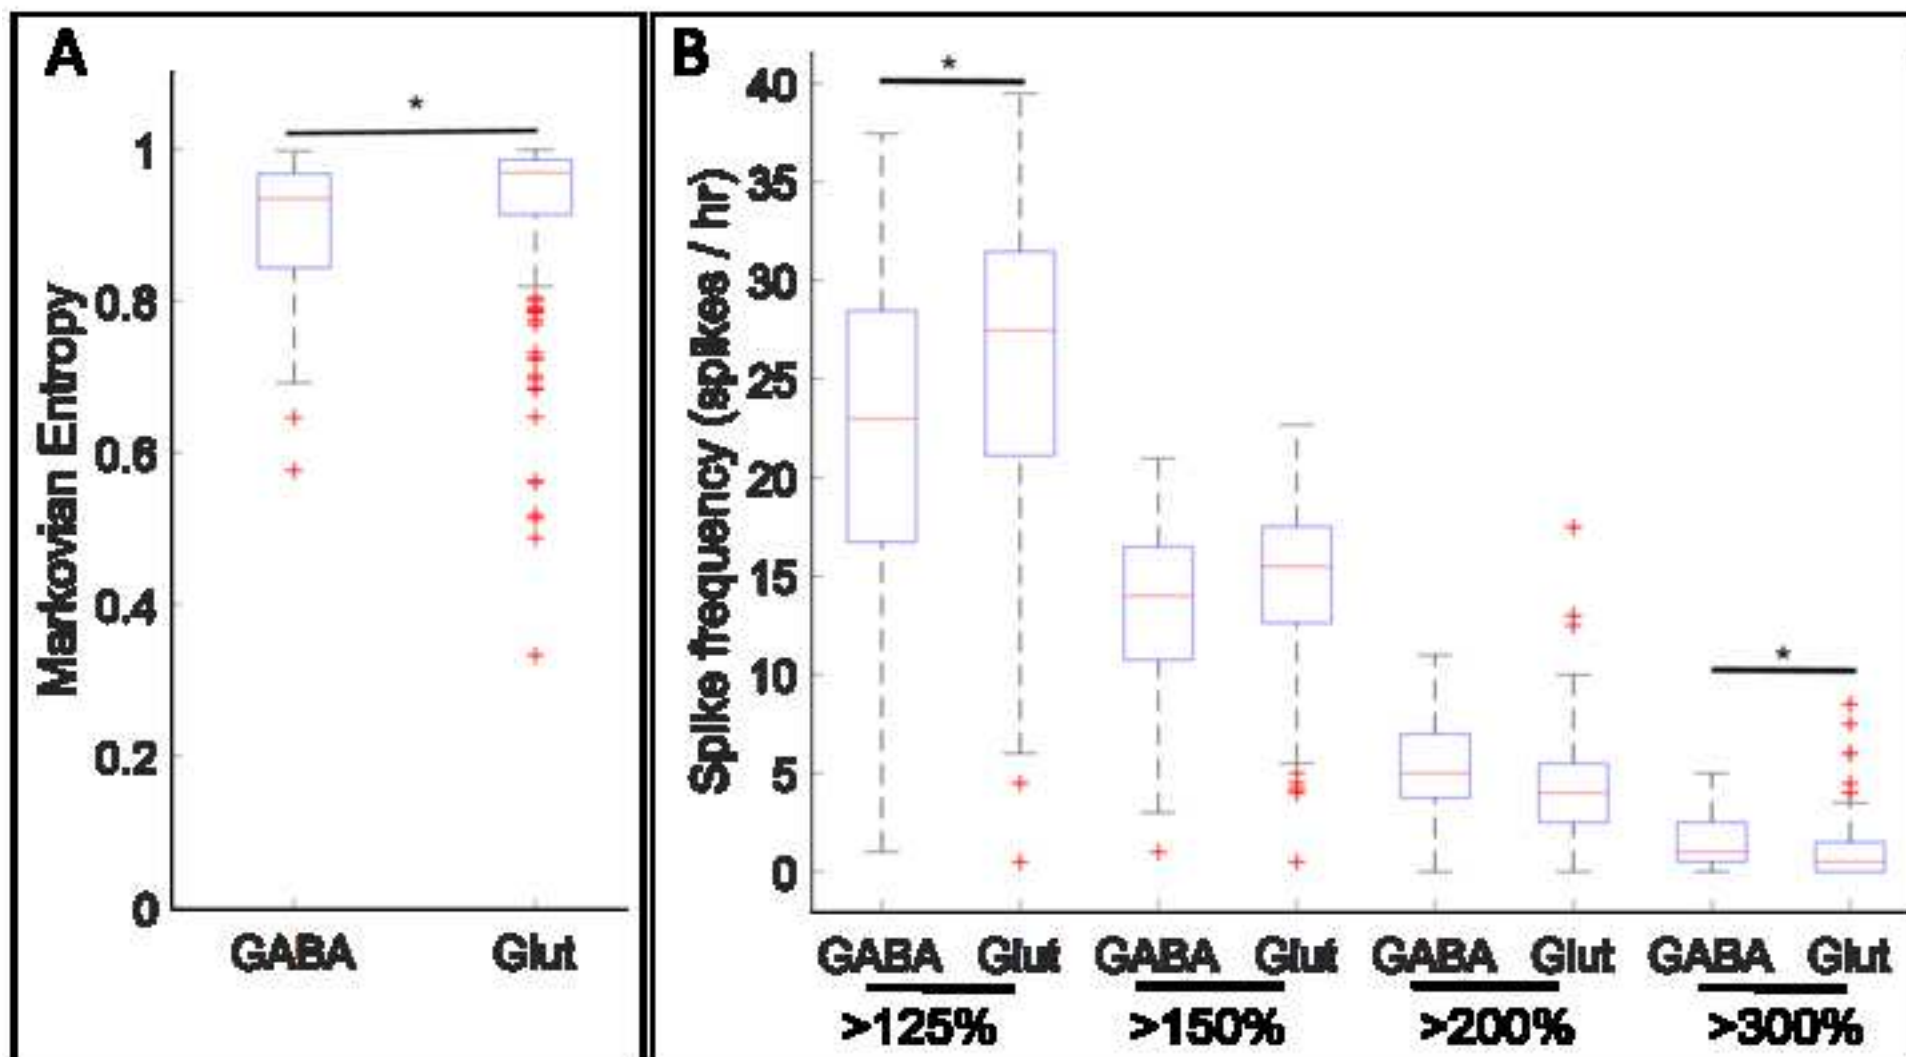 A
*
1
0.8
0.6
0.4
0.2
0
Markovian Entropy
GABA Glut
B
*
*
40
35
30
25
20
15
10
5
0
Spike frequency (spikes / hr)
GABA Glut GABA Glut GABA Glut GABA Glut
>125% >150% >200% >300%